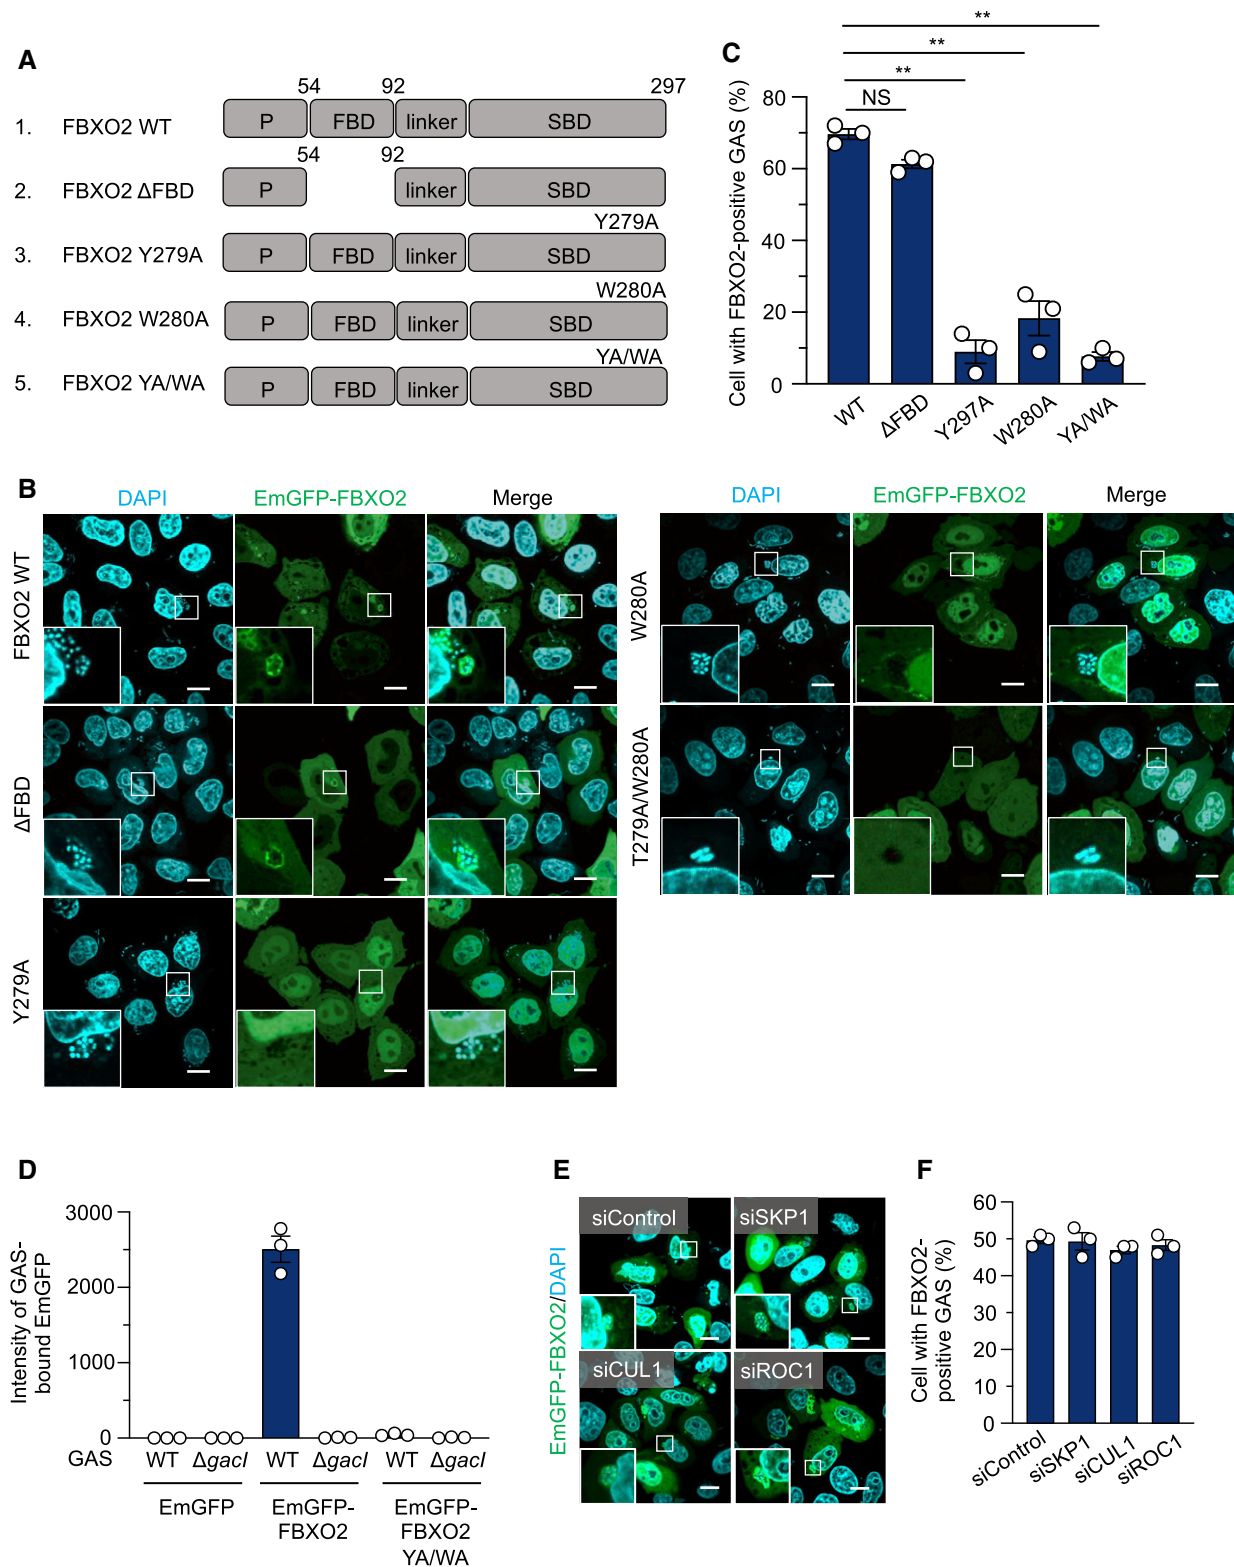 A
54 92 297
1. FBXO2 WT P FBD linker SBD
54 92
2. FBXO2 ΔFBD P linker SBD
Y279A
3. FBXO2 Y279A P FBD linker SBD
W280A
4. FBXO2 W280A P FBD linker SBD
YA/WA
5. FBXO2 YA/WA P FBD linker SBD
C
**
**
**
NS
Cell with FBXO2-positive GAS (%)
80
60
40
20
0
WT ΔFBD Y297A W280A YA/WA
B
DAPI EmGFP-FBXO2 Merge
FBXO2 WT
ΔFBD
Y279A
DAPI EmGFP-FBXO2 Merge
W280A
T279A/W280A
D
Intensity of GAS-
bound EmGFP
3000
2000
1000
0
GAS WT ΔgacI WT ΔgacI WT ΔgacI
EmGFP EmGFP-FBXO2 EmGFP-FBXO2 YA/WA
E
EmGFP-FBXO2/DAPI
siControl siSKP1
siCUL1 siROC1
F
Cell with FBXO2-
positive GAS (%)
60
50
40
30
20
10
0
siControl siSKP1 siCUL1 siROC1